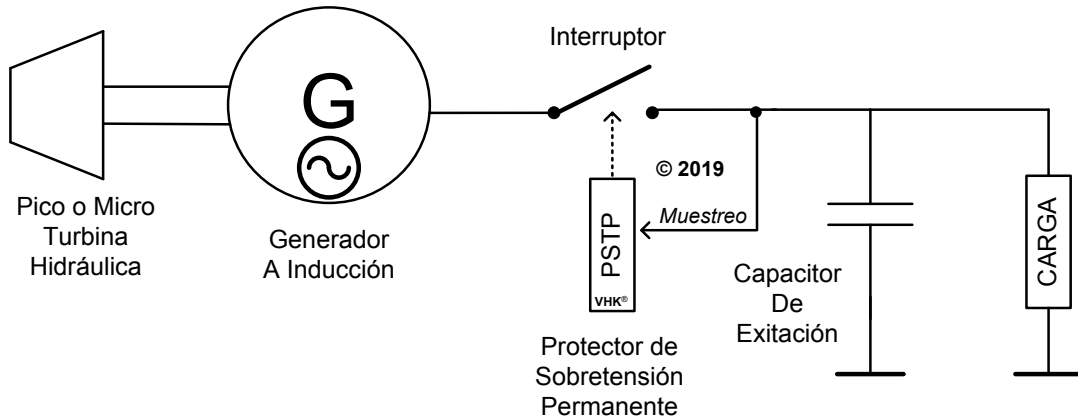 Interruptor
G
© 2019
Muestreo
PSTP
VHK®
CARGA
Pico o Micro
Turbina
Hidráulica
Generador
A Inducción
Capacitor
De
Exitación
Protector de
Sobretensión
Permanente